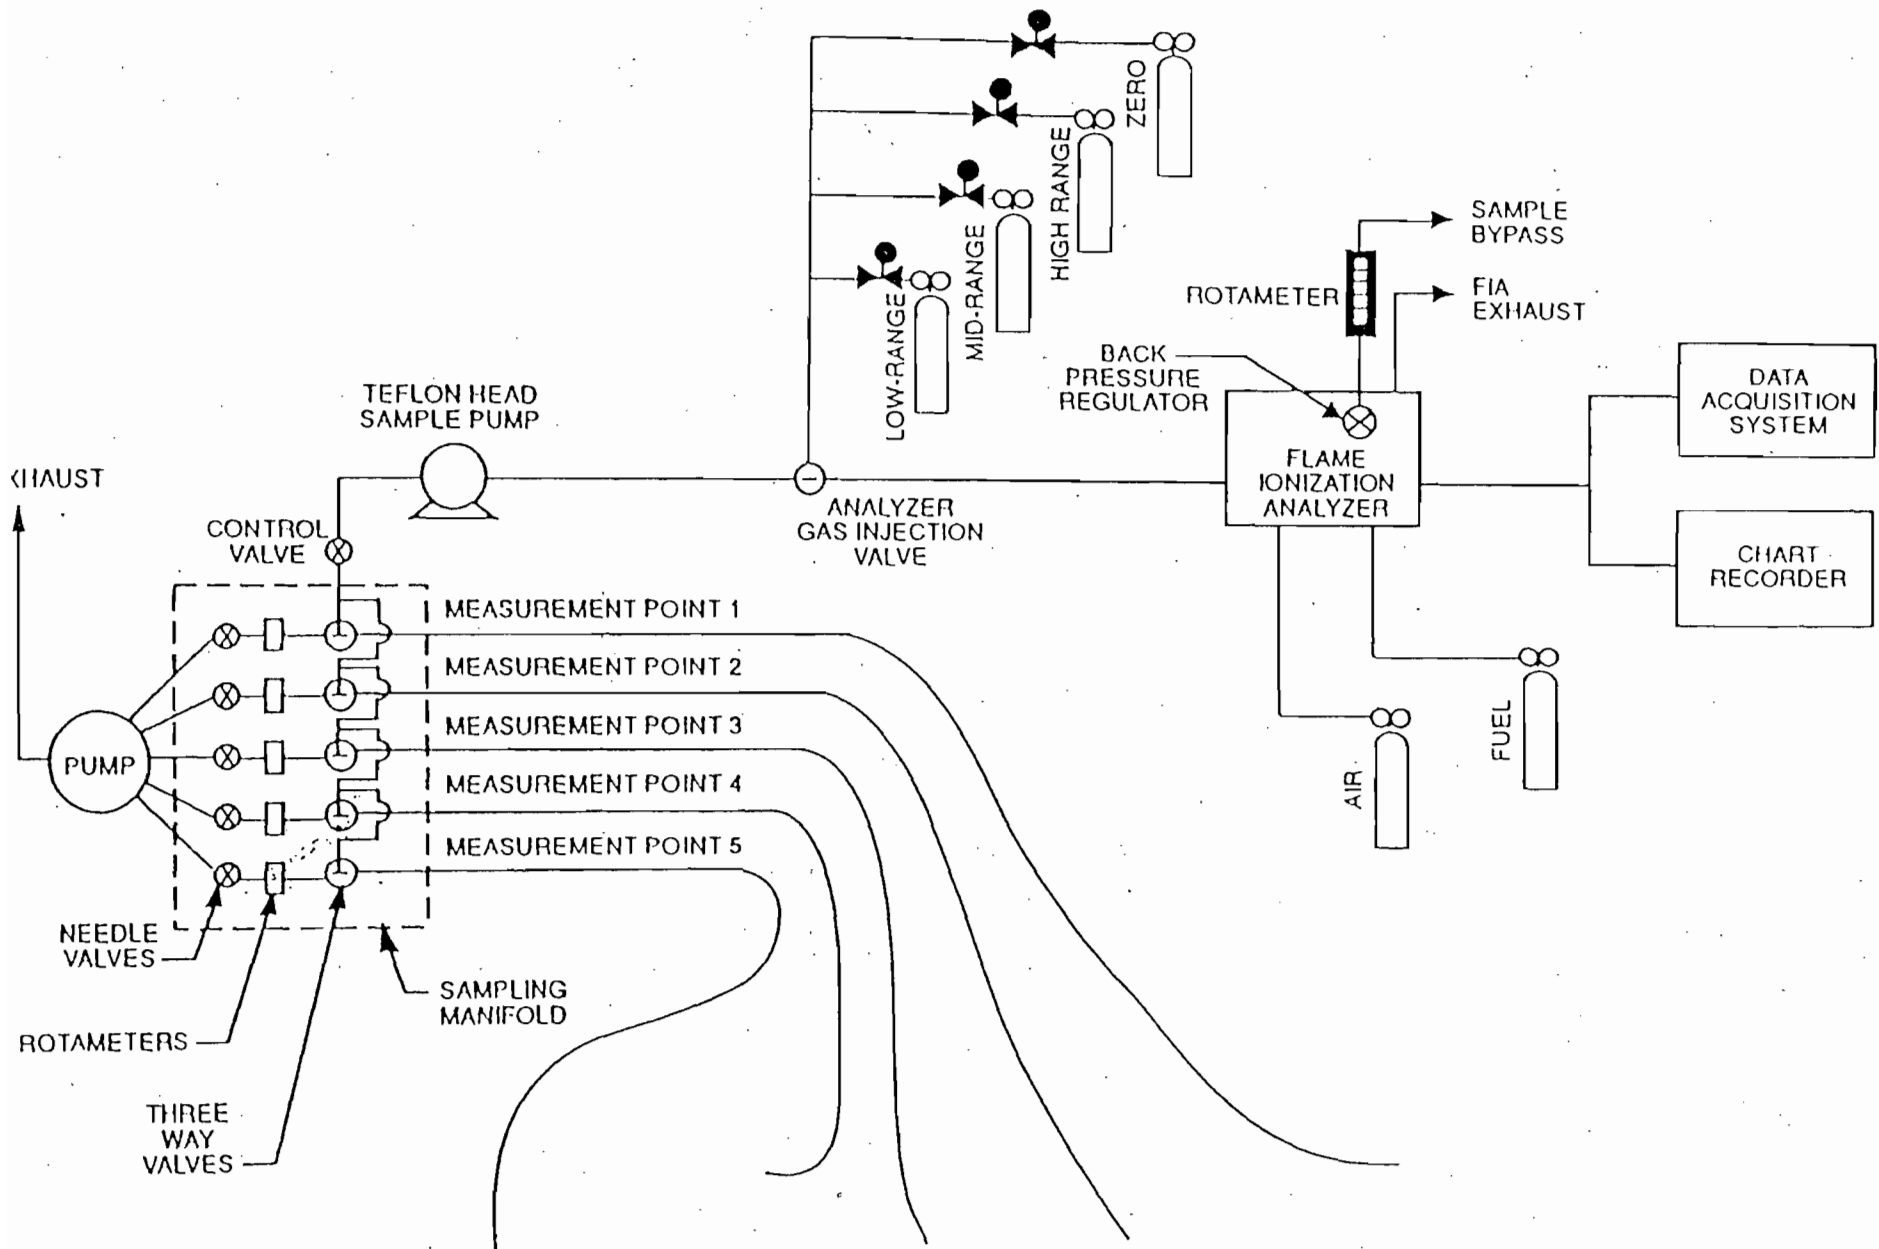 ZERO
HIGH RANGE
MID-RANGE
LOW-RANGE
SAMPLE
BYPASS
ROTAMETER
FIA
EXHAUST
BACK
PRESSURE
REGULATOR
DATA
ACQUISITION
SYSTEM
TEFLON HEAD
SAMPLE PUMP
FLAME
IONIZATION
ANALYZER
XHAUST
ANALYZER
GAS INJECTION
VALVE
CONTROL
VALVE
CHART
RECORDER
MEASUREMENT POINT 1
MEASUREMENT POINT 2
MEASUREMENT POINT 3
MEASUREMENT POINT 4
MEASUREMENT POINT 5
PUMP
FUEL
AIR
NEEDLE
VALVES
SAMPLING
MANIFOLD
ROTAMETERS
THREE
WAY
VALVES